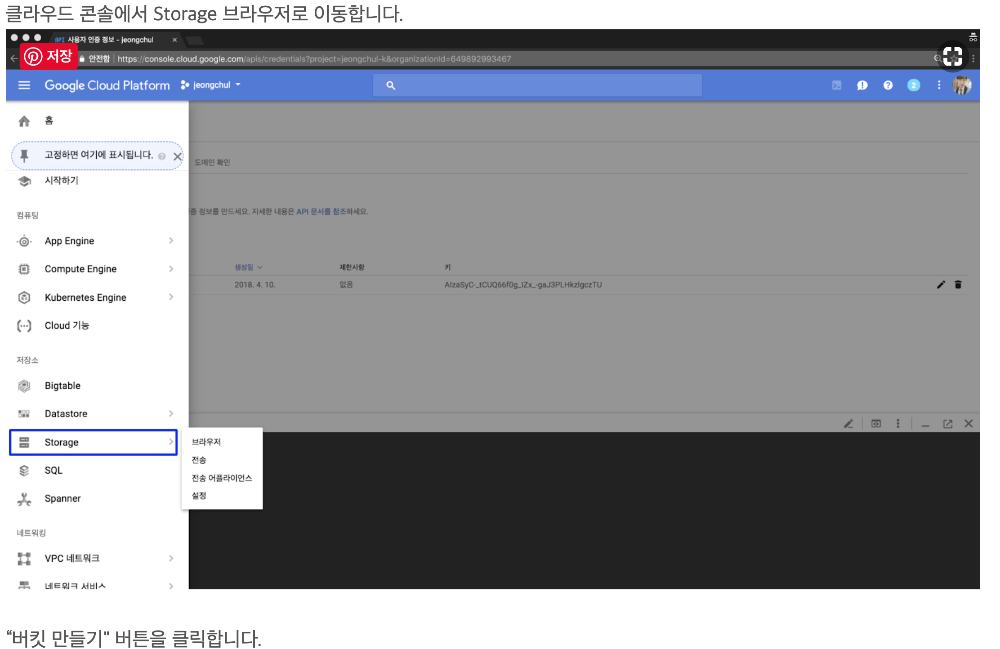 클라우드 콘솔에서 Storage 브라우저로 이동합니다.
API 사용자 인증 정보 - jeongchul
저장
안전함 https://console.cloud.google.com/apis/credentials?project=jeongchul-k&organizationId=649892993467
Google Cloud Platform jeongchul
2
홈
고정하면 여기에 표시됩니다.
도메인 확인
시작하기
증 정보를 만드세요. 자세한 내용은 API 문서를 참조하세요.
컴퓨팅
App Engine
생성일 제한사항 키
Compute Engine
2018. 4. 10. 없음 AIzaSyC-_tCUQ66f0g_IZx_-gaJ3PLHkzlgczTU
Kubernetes Engine
Cloud 기능
저장소
Bigtable
Datastore
Storage
브라우저
전송
전송 어플라이언스
설정
SQL
Spanner
네트워킹
VPC 네트워크
네트워크 서비스
“버킷 만들기" 버튼을 클릭합니다.